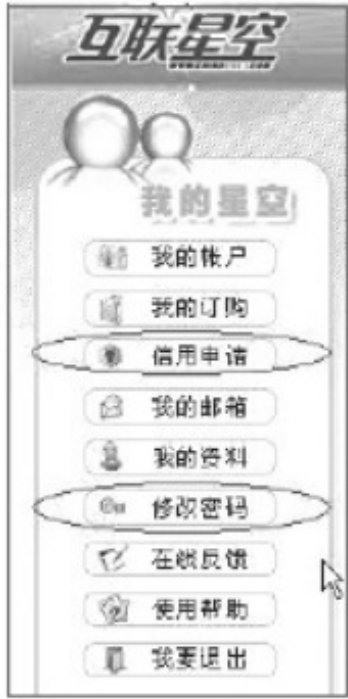 互联星空
我的星空
我的帐户
我的订购
信用申请
我的邮箱
我的资料
修改密码
在线反馈
使用帮助
我要退出